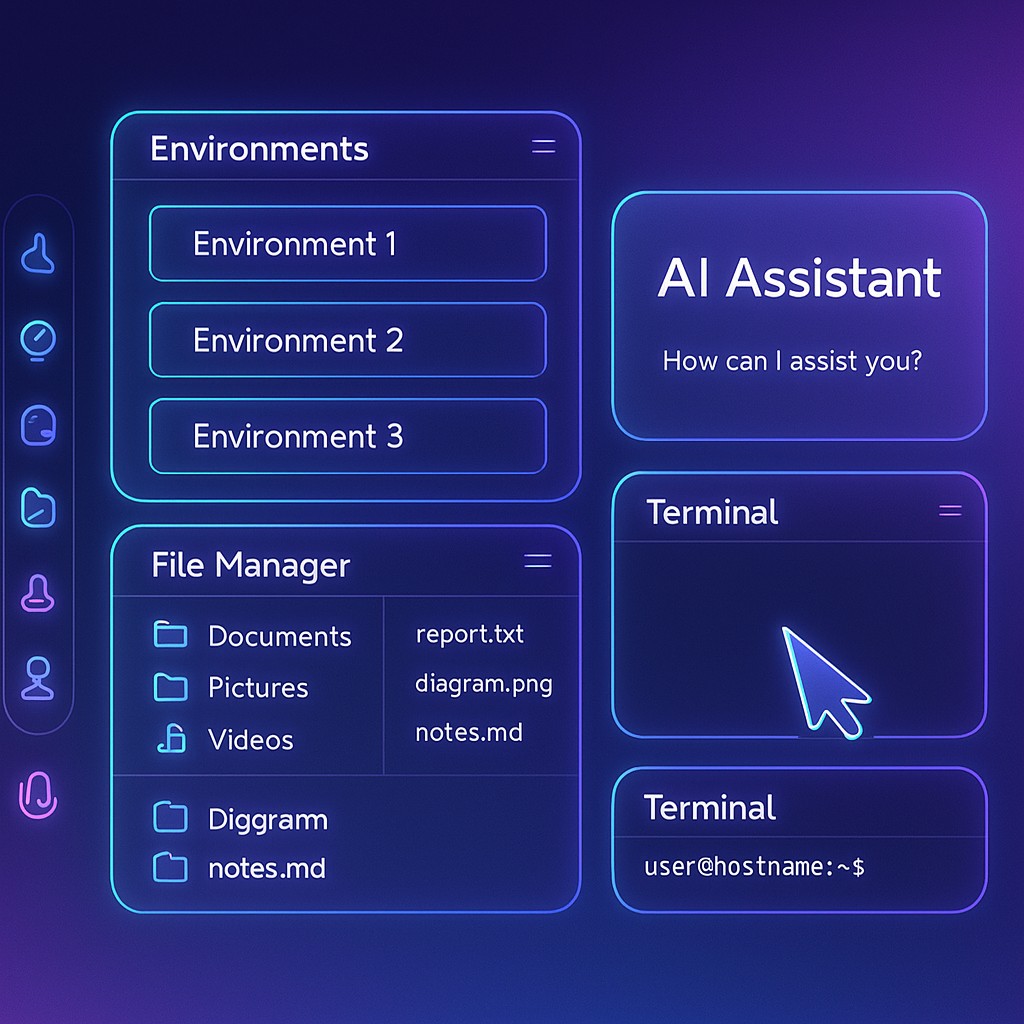 Environments
Environment 1
Environment 2
Environment 3
AI Assistant
How can I assist you?
File Manager
Documents
Pictures
Videos
report.txt
diagram.png
notes.md
Diggramm
notes.md
Terminal
Terminal
user@hostname:~$